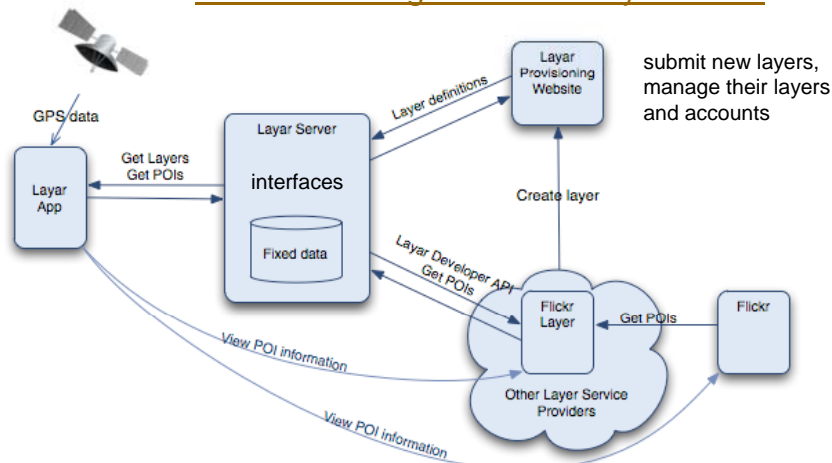 Layar
Provisioning
Website
submit new layers,
manage their layers
and accounts
GPS data
Layer definitions
Layar Server
Get Layers
Get POIs
interfaces
Layar
App
Create layer
Fixed data
Layar Developer API
Get POIs
Flickr
Layer
Get POIs
Flickr
View POI information
Other Layer Service
Providers
View POI information